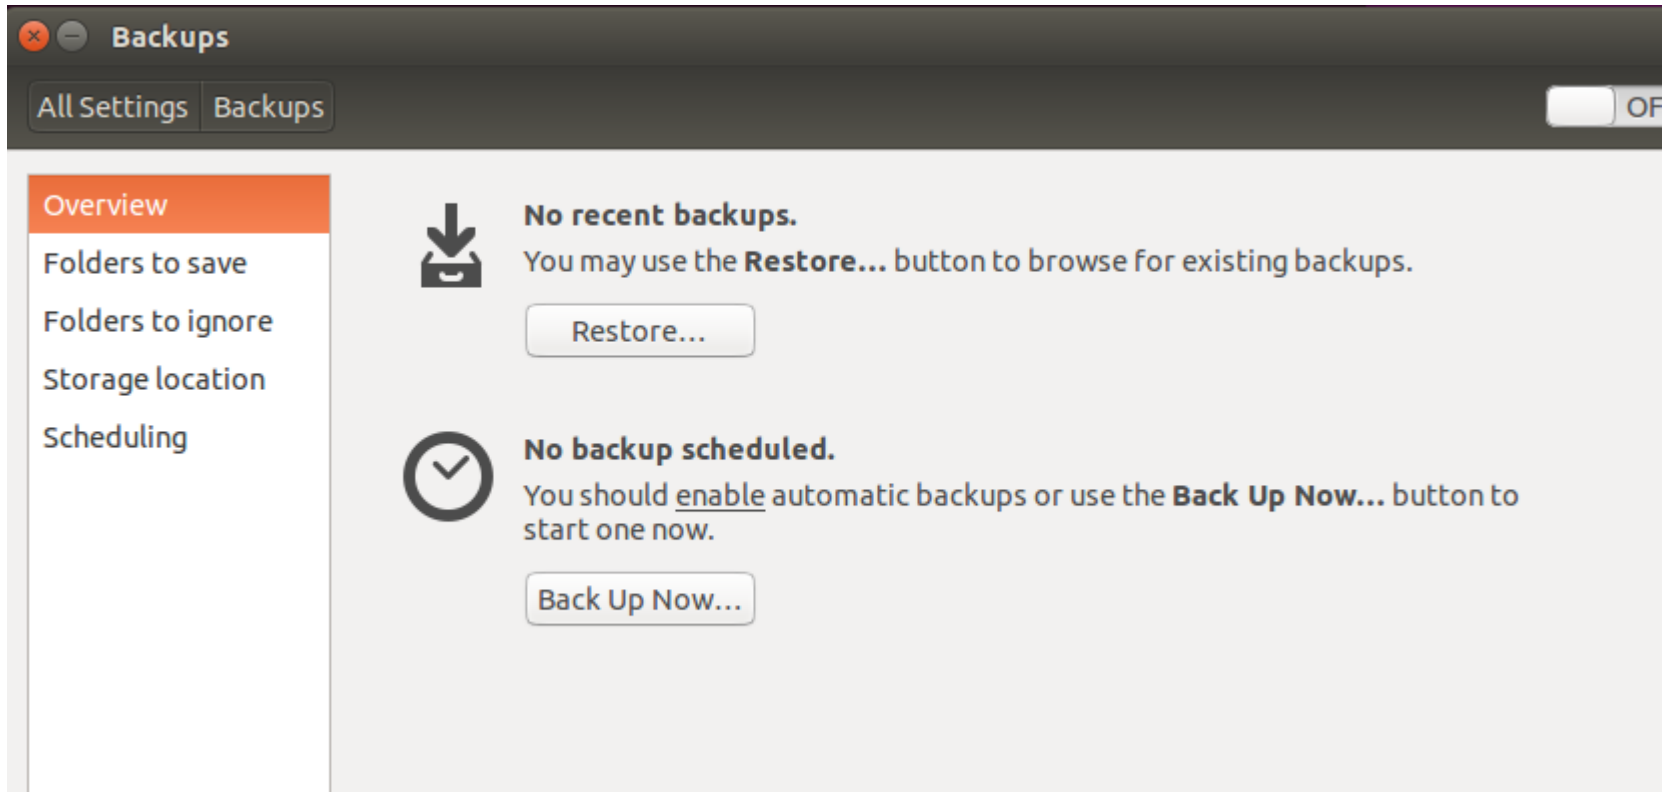 Backups
All Settings Backups
OF
Overview
Folders to save
Folders to ignore
Storage location
Scheduling
No recent backups.
You may use the Restore... button to browse for existing backups.
Restore...
No backup scheduled.
You should enable automatic backups or use the Back Up Now... button to
start one now.
Back Up Now...